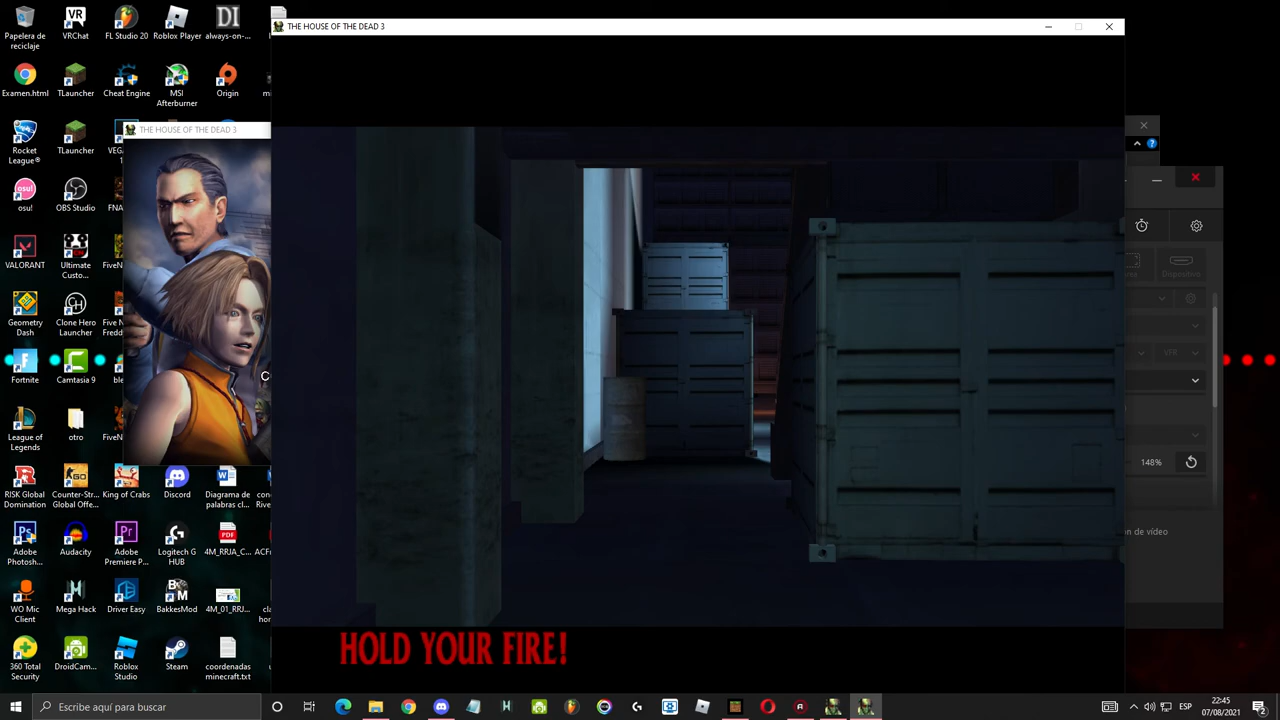 Papelera de
reciclaje
VRChat
FL Studio 20
Roblox Player
always-on-...
THE HOUSE OF THE DEAD 3
Examen.html
TLauncher
Cheat Engine
MSI
Afterburner
Origin
THE HOUSE OF THE DEAD 3
Rocket
League®
TLauncher
osu!
OBS Studio
VALORANT
Ultimate
Custo...
Geometry
Dash
Clone Hero
Launcher
Fortnite
Camtasia 9
League of
Legends
otro
RISK Global
Domination
Counter-Str...
Global Offe...
King of Crabs
Discord
Diagrama de
palabras cl...
Adobe
Photosh...
Audacity
Adobe
Premiere P...
Logitech G
HUB
4M_RRJA_C...
WO Mic
Client
Mega Hack
Driver Easy
BakkesMod
4M_01_RRJ...
360 Total
Security
DroidCam...
Roblox
Studio
Steam
coordenadas
minecraft.txt
Dispositivo
VFR
148%
HOLD YOUR FIRE!
Escribe aquí para buscar
ESP
22:45
07/08/2021